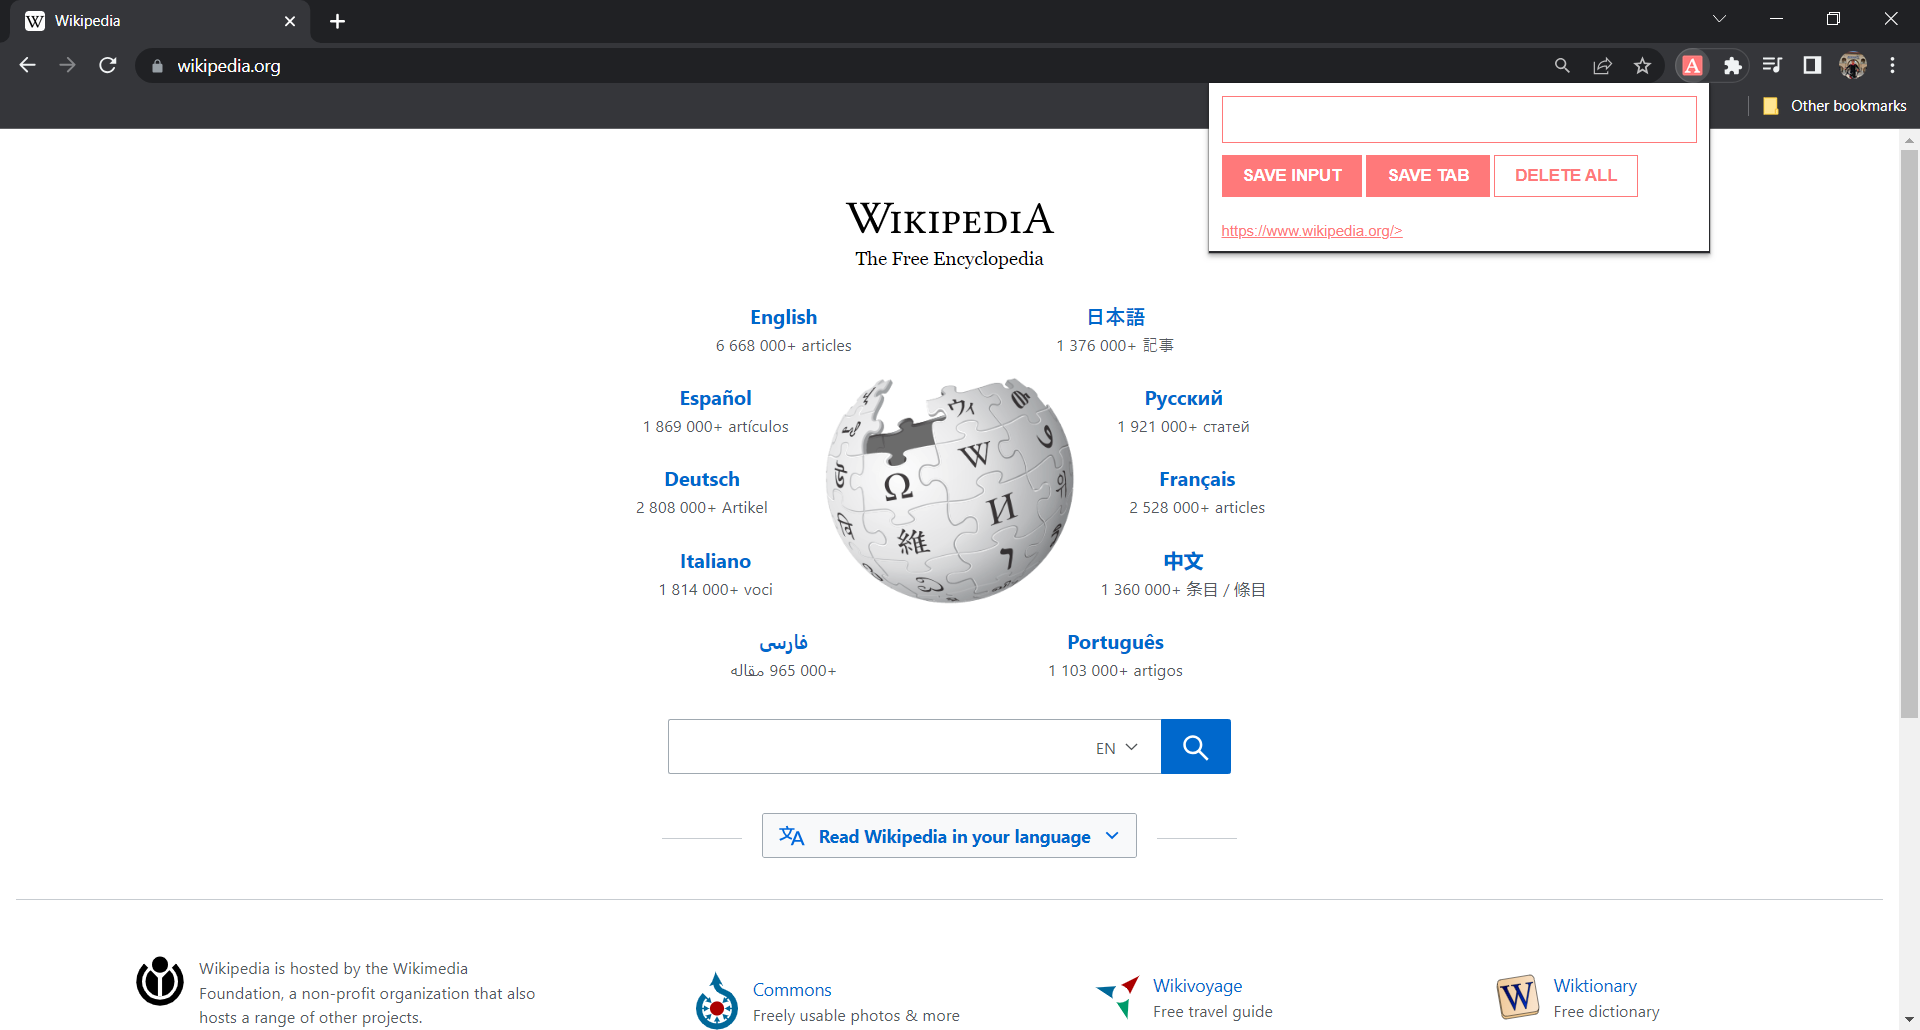 Wikipedia
wikipedia.org
A
Other bookmarks
SAVE INPUT
SAVE TAB
DELETE ALL
https://www.wikipedia.org/>
WIKIPEDIA
The Free Encyclopedia
English
6 668 000+ articles
日本語
1 376 000+ 記事
Español
1 869 000+ artículos
Русский
1 921 000+ статей
Deutsch
2 808 000+ Artikel
Français
2 528 000+ articles
Italiano
1 814 000+ voci
中文
1 360 000+ 条目 / 條目
فارسی
۹۶۵ ۰۰۰+ مقاله
Português
1 103 000+ artigos
EN
Read Wikipedia in your language
Wikipedia is hosted by the Wikimedia
Foundation, a non-profit organization that also
hosts a range of other projects.
Commons
Freely usable photos & more
Wikivoyage
Free travel guide
W
Wiktionary
Free dictionary